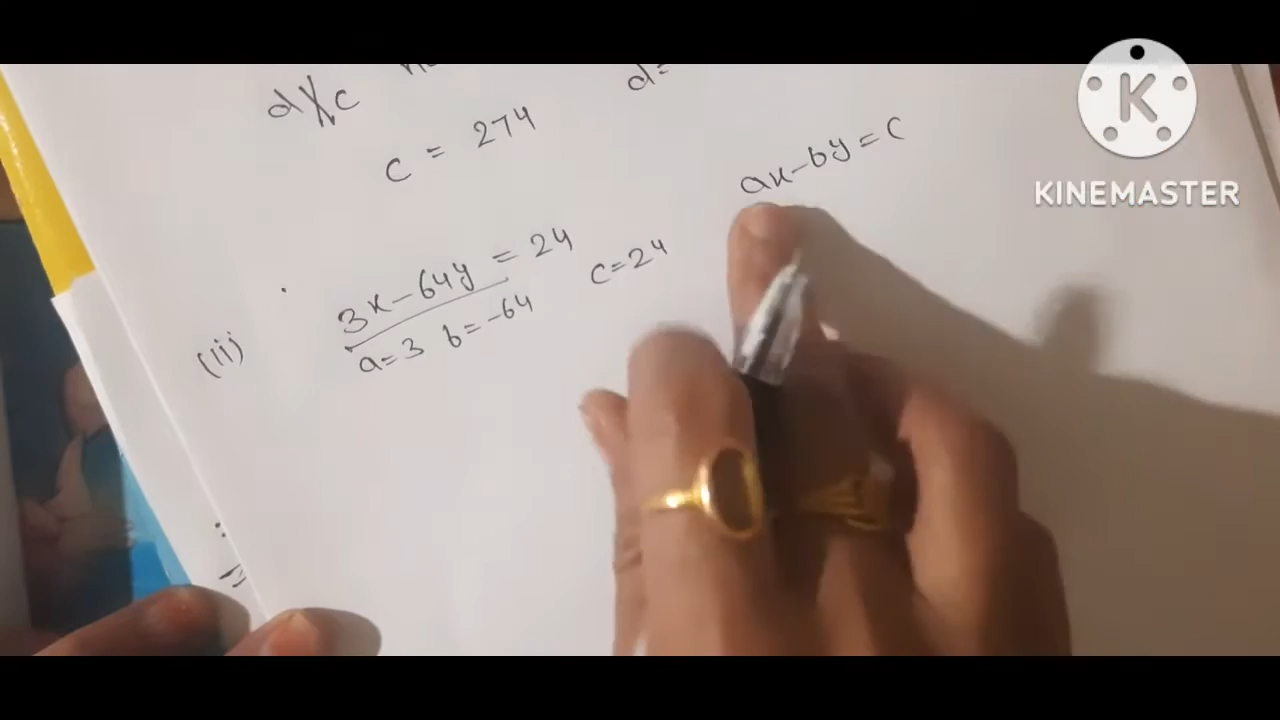 d∤c
d=
c = 274
ax-by=c
(ii) 3x-64y = 24
a=3 b=-64 c=24
K
KINEMASTER